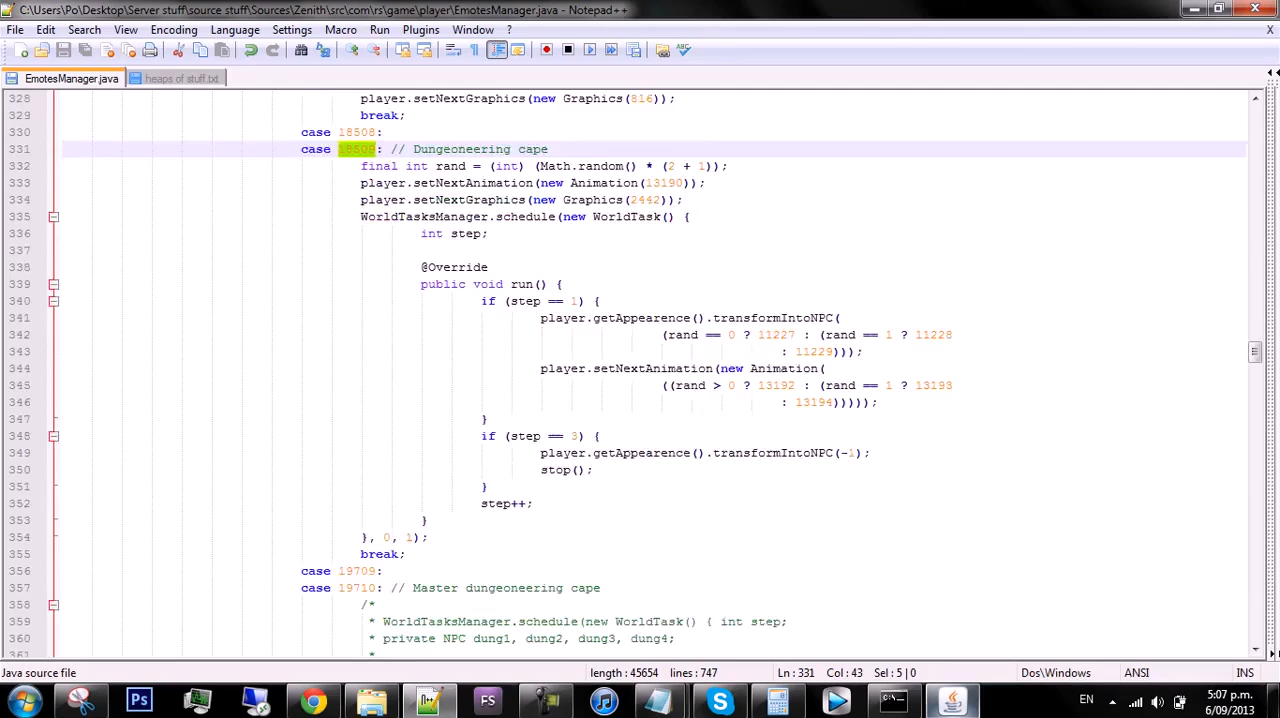 C:\Users\Po\Desktop\Server stuff\source stuff\Sources\Zenith\src\com\rs\game\player\EmotesManager.java - Notepad++
File Edit Search View Encoding Language Settings Macro Run Plugins Window ? X
EmotesManager.java heaps of stuff.txt
328 player.setNextGraphics(new Graphics(816));
329 break;
330 case 18508:
331 case 18509: // Dungeoneering cape
332 final int rand = (int) (Math.random() * (2 + 1));
333 player.setNextAnimation(new Animation(13190));
334 player.setNextGraphics(new Graphics(2442));
335 WorldTasksManager.schedule(new WorldTask() {
336 int step;
337
338 @Override
339 public void run() {
340 if (step == 1) {
341 player.getAppearence().transformIntoNPC(
342 (rand == 0 ? 11227 : (rand == 1 ? 11228
343 : 11229)));
344 player.setNextAnimation(new Animation(
345 ((rand > 0 ? 13192 : (rand == 1 ? 13193
346 : 13194)))));
347 }
348 if (step == 3) {
349 player.getAppearence().transformIntoNPC(-1);
350 stop();
351 }
352 step++;
353 }
354 }, 0, 1);
355 break;
356 case 19709:
357 case 19710: // Master dungeoneering cape
358 /*
359 * WorldTasksManager.schedule(new WorldTask() { int step;
360 * private NPC dung1, dung2, dung3, dung4;
361 *
Java source file length : 45654 lines : 747 Ln : 331 Col : 43 Sel : 5 | 0 Dos\Windows ANSI INS
Ps FS EN 5:07 p.m.
6/09/2013